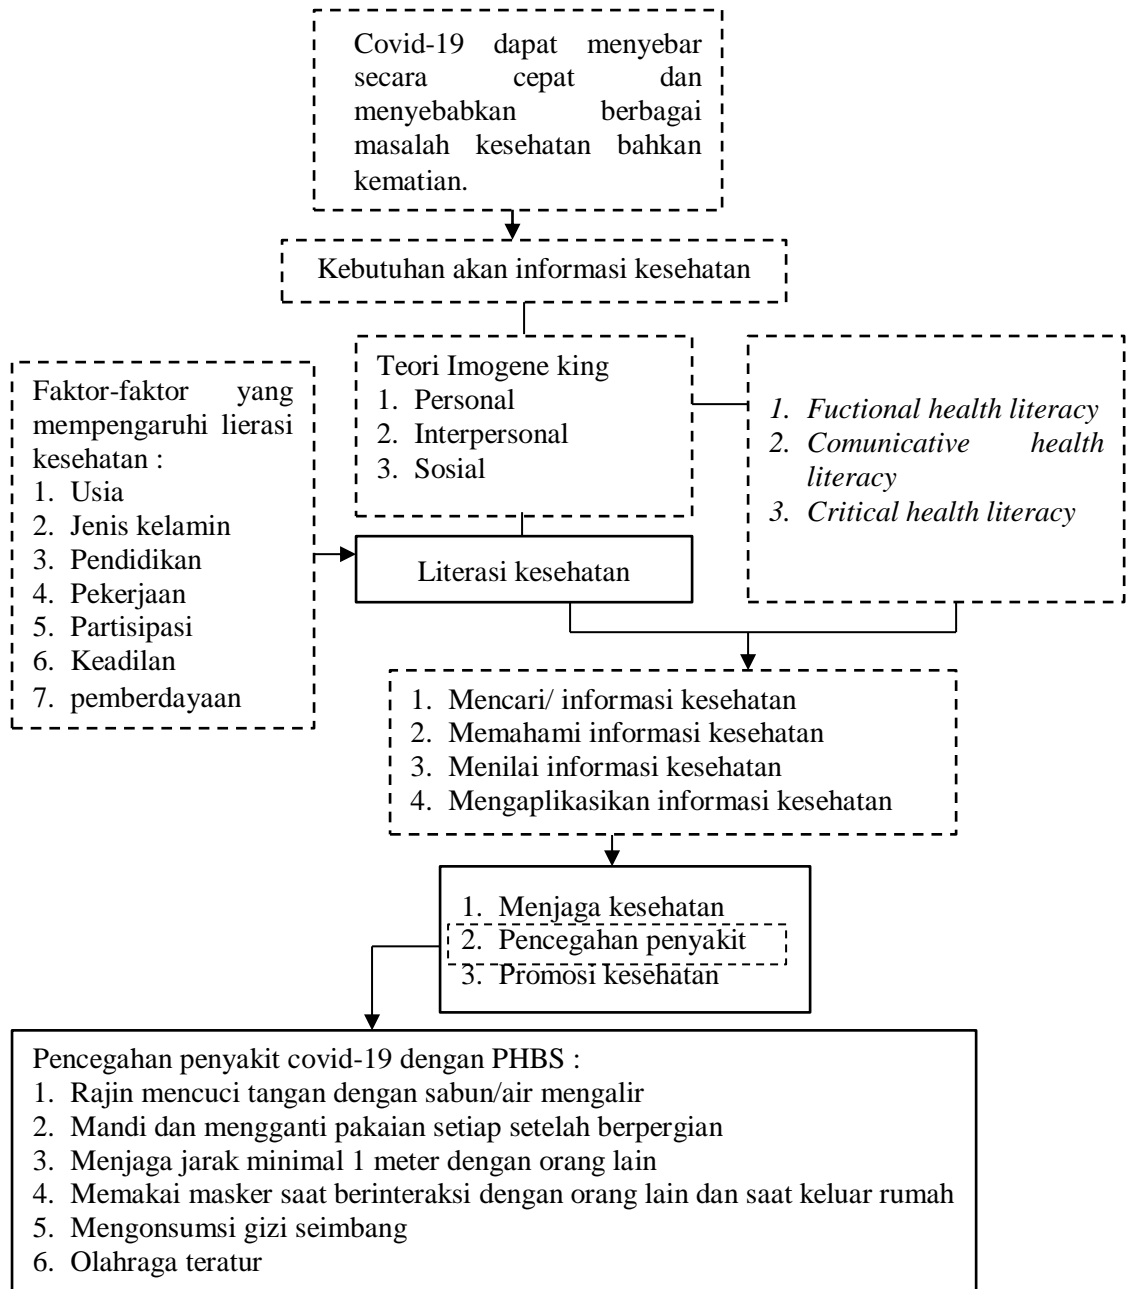 Covid-19 dapat menyebar
secara cepat dan
menyebabkan berbagai
masalah kesehatan bahkan
kematian.
Kebutuhan akan informasi kesehatan
Faktor-faktor yang
mempengaruhi lierasi
kesehatan :
1. Usia
2. Jenis kelamin
3. Pendidikan
4. Pekerjaan
5. Partisipasi
6. Keadilan
7. pemberdayaan
Teori Imogene king
1. Personal
2. Interpersonal
3. Sosial
1. Fuctional health literacy
2. Comunicative health
literacy
3. Critical health literacy
Literasi kesehatan
1. Mencari/ informasi kesehatan
2. Memahami informasi kesehatan
3. Menilai informasi kesehatan
4. Mengaplikasikan informasi kesehatan
1. Menjaga kesehatan
2. Pencegahan penyakit
3. Promosi kesehatan
Pencegahan penyakit covid-19 dengan PHBS :
1. Rajin mencuci tangan dengan sabun/air mengalir
2. Mandi dan mengganti pakaian setiap setelah berpergian
3. Menjaga jarak minimal 1 meter dengan orang lain
4. Memakai masker saat berinteraksi dengan orang lain dan saat keluar rumah
5. Mengonsumsi gizi seimbang
6. Olahraga teratur